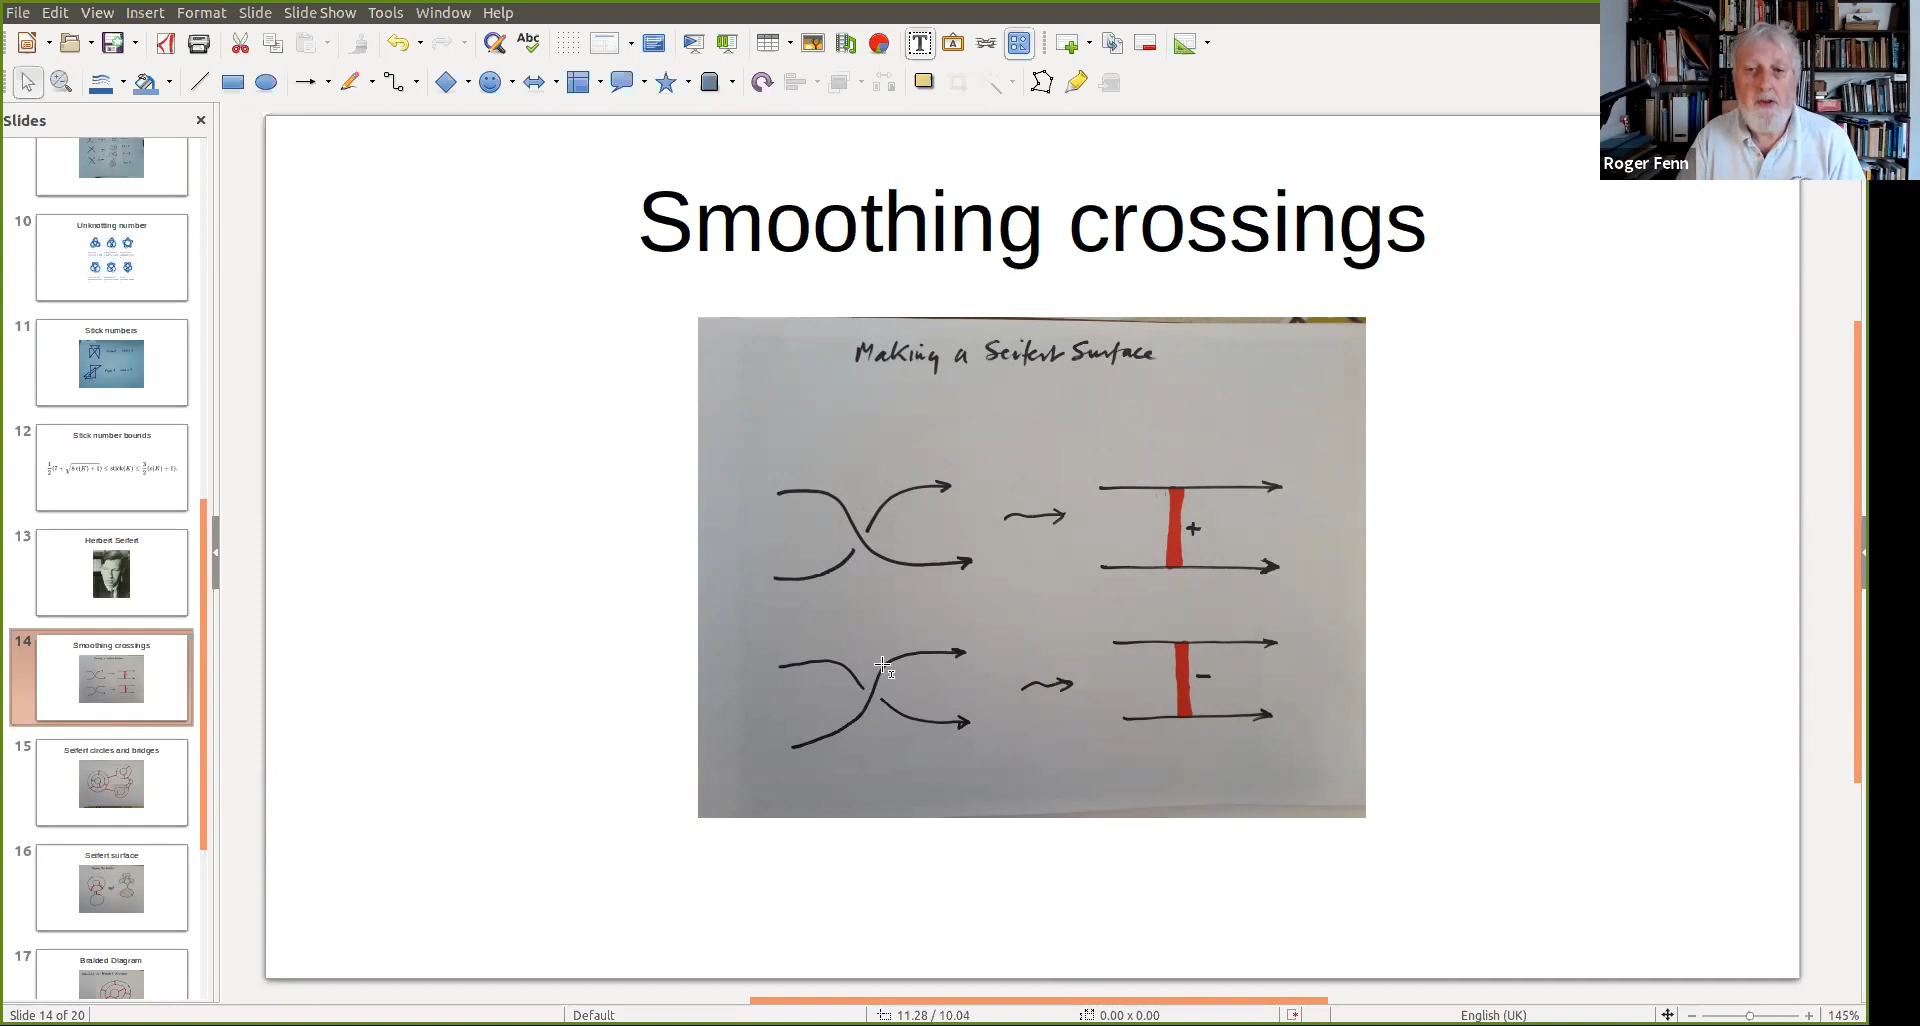 File Edit View Insert Format Slide Slide Show Tools Window Help
Abc
T
A
Slides
Roger Fenn
10
Unknotting number
11
Stick numbers
12
Stick number bounds
13
Herbert Seifert
14
Smoothing crossings
15
Seifert circles and bridges
16
Seifert surface
17
Braided Diagram
Smoothing crossings
Making a Seifert Surface
+
-
Slide 14 of 20
Default
11.28 / 10.04
0.00 x 0.00
English (UK)
145%